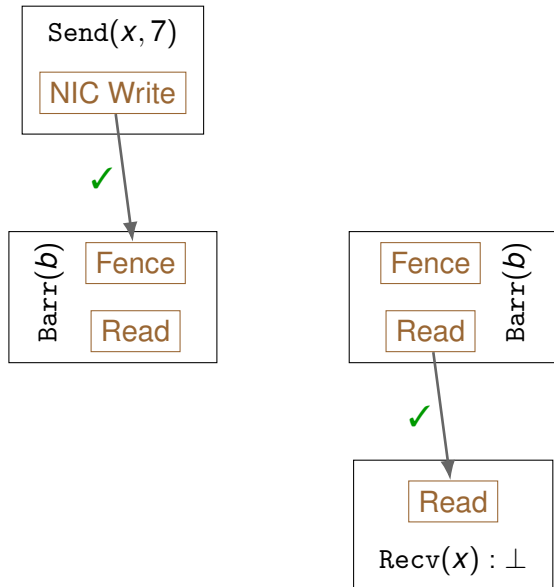 Send(x, 7)
NIC Write
✓
Barr(b)
Fence
Read
Fence
Read
Barr(b)
✓
Read
Recv(x) : ⊥